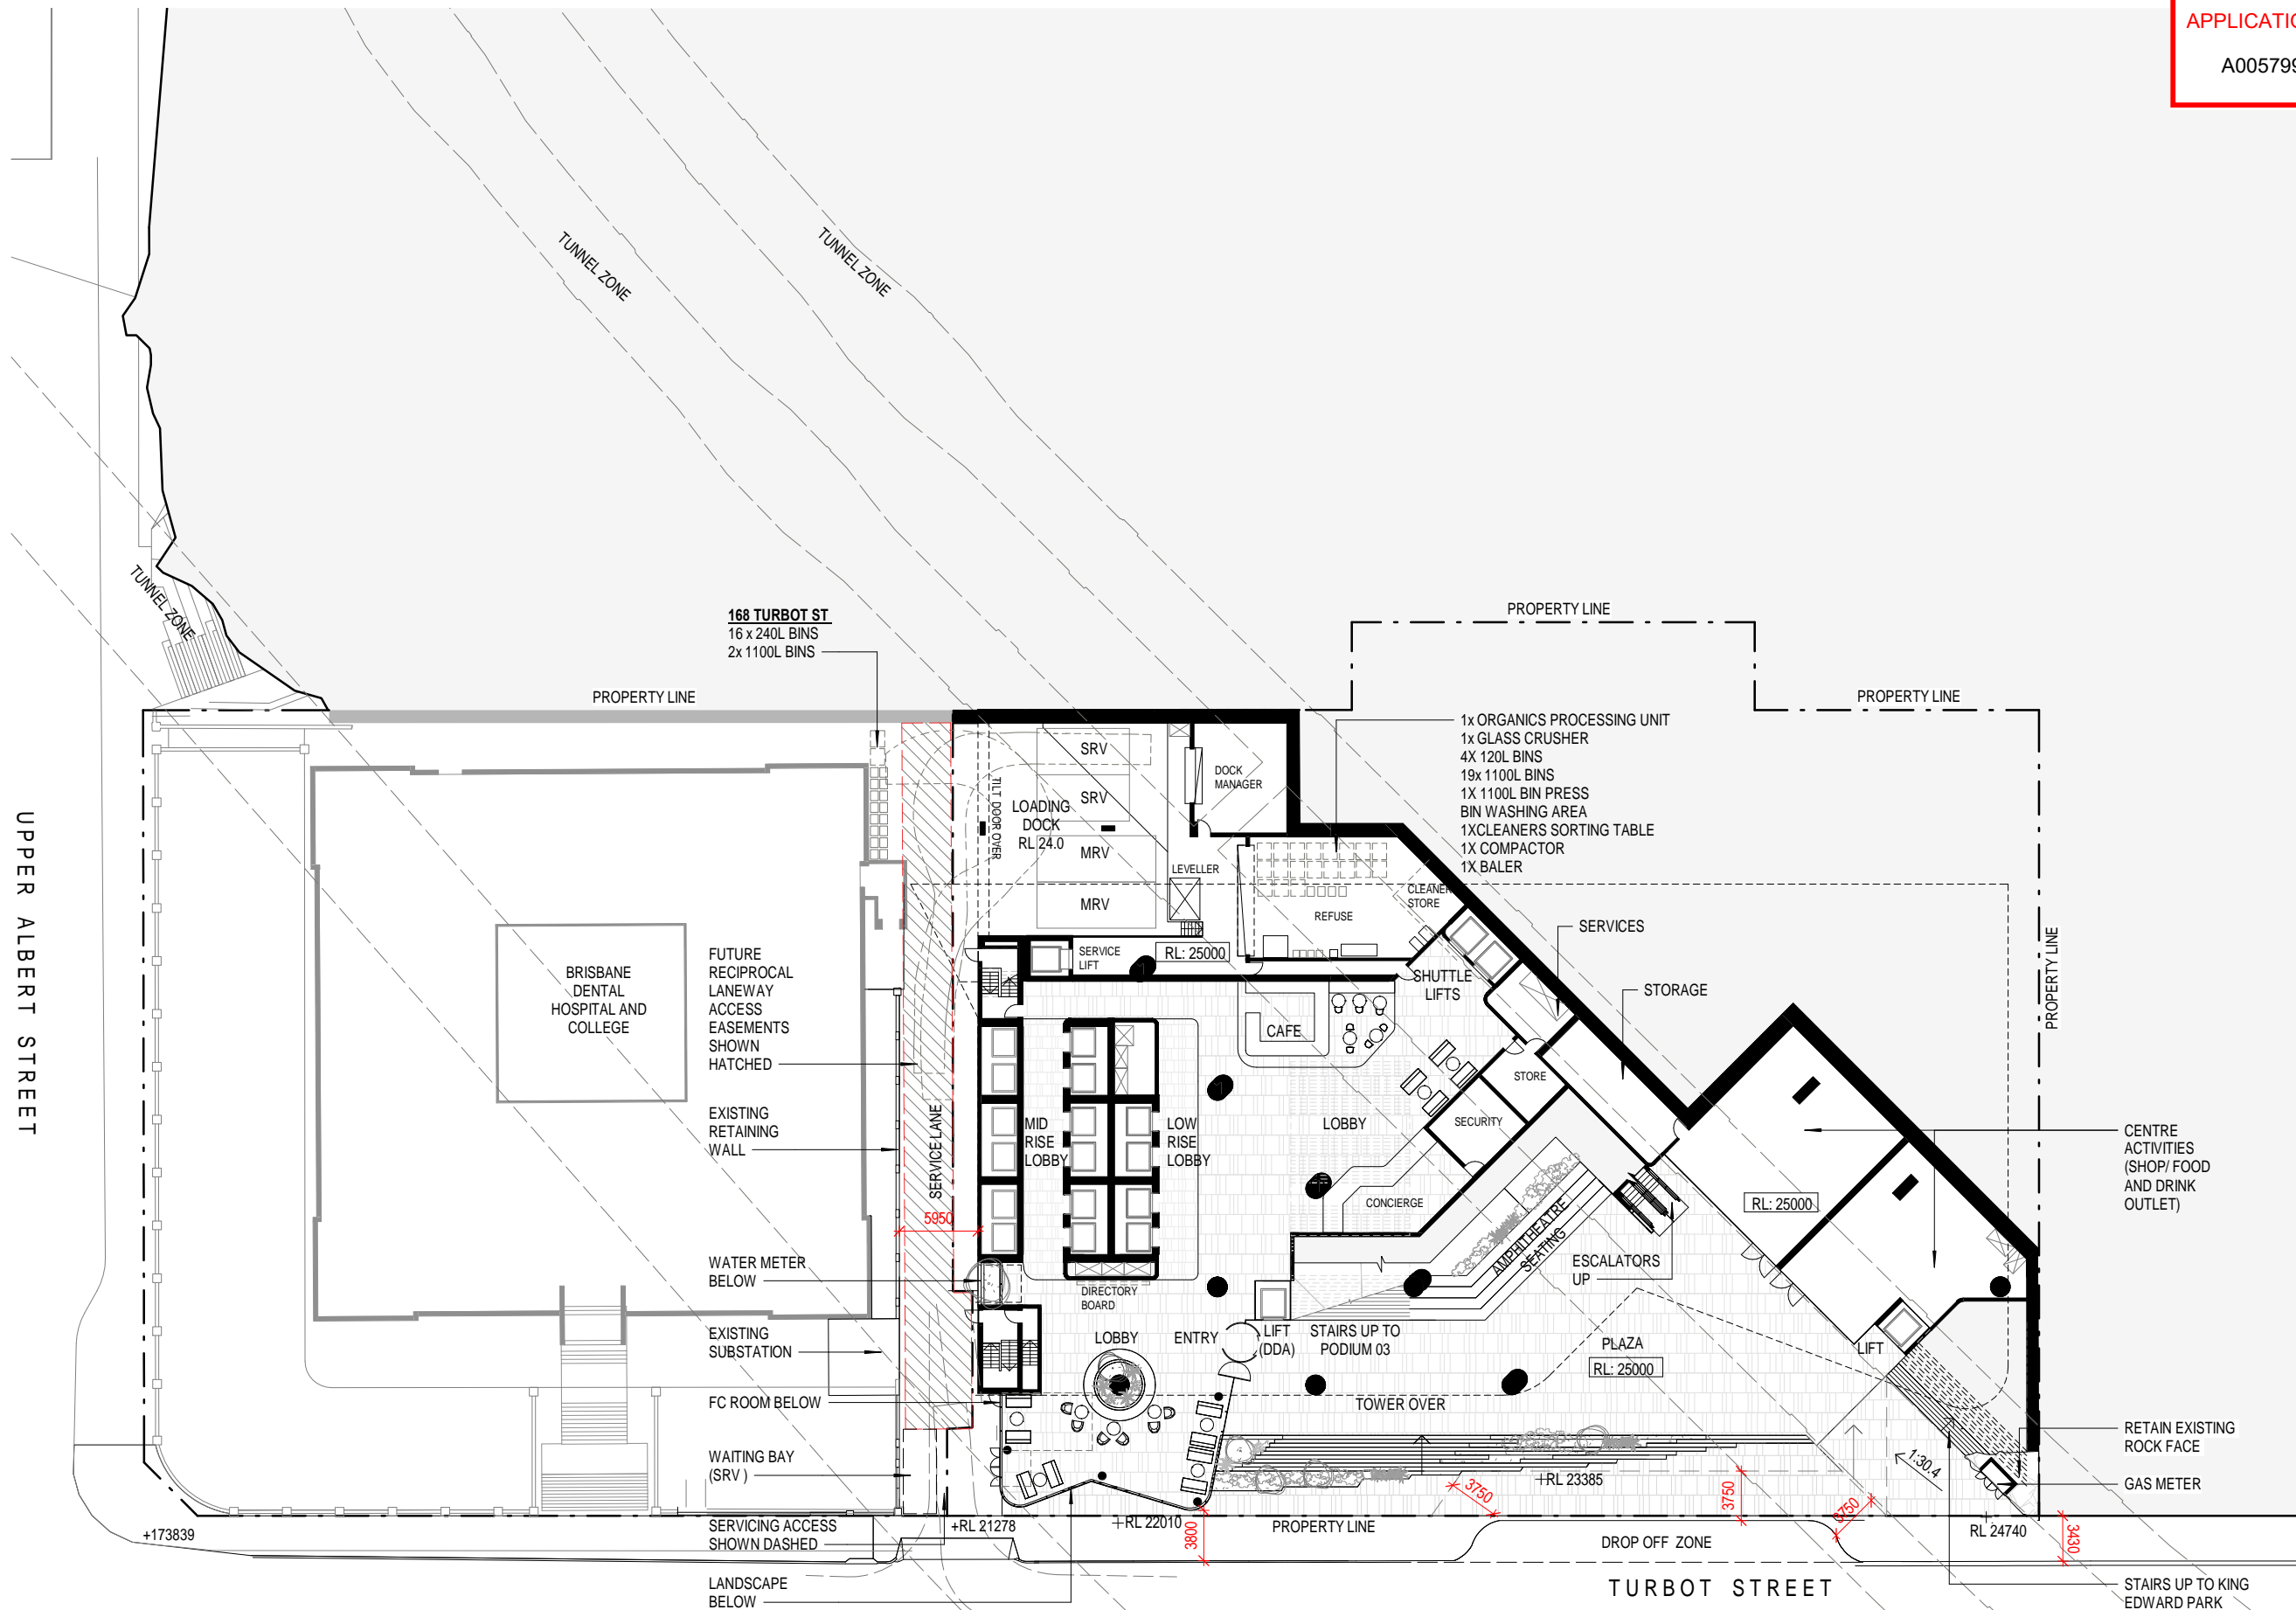 APPLICATIO
A005799
TUNNEL ZONE
TUNNEL ZONE
TUNNEL ZONE
168 TURBOT ST
16 x 240L BINS
2x 1100L BINS
PROPERTY LINE
PROPERTY LINE
PROPERTY LINE
PROPERTY LINE
1x ORGANICS PROCESSING UNIT
1x GLASS CRUSHER
4X 120L BINS
19x 1100L BINS
1X 1100L BIN PRESS
BIN WASHING AREA
1XCLEANERS SORTING TABLE
1X COMPACTOR
1X BALER
SRV
SRV
MRV
MRV
DOCK
MANAGER
TILT DOOR OVER
LOADING
DOCK
RL 24.0
LEVELLER
CLEANER
STORE
REFUSE
SERVICES
STORAGE
SERVICE
LIFT
RL: 25000
SHUTTLE
LIFTS
CAFE
UPPER ALBERT STREET
BRISBANE
DENTAL
HOSPITAL AND
COLLEGE
FUTURE
RECIPROCAL
LANEWAY
ACCESS
EASEMENTS
SHOWN
HATCHED
EXISTING
RETAINING
WALL
SERVICE LANE
5950
MID
RISE
LOBBY
LOW
RISE
LOBBY
LOBBY
STORE
SECURITY
CONCIERGE
AMPHITHEATRE
SEATING
ESCALATORS
UP
RL: 25000
CENTRE
ACTIVITIES
(SHOP/ FOOD
AND DRINK
OUTLET)
WATER METER
BELOW
DIRECTORY
BOARD
EXISTING
SUBSTATION
LOBBY
ENTRY
LIFT
(DDA)
STAIRS UP TO
PODIUM 03
PLAZA
RL: 25000
LIFT
FC ROOM BELOW
TOWER OVER
RETAIN EXISTING
ROCK FACE
WAITING BAY
(SRV )
1:30.4
GAS METER
+RL 23385
3750
3750
3750
+173839
SERVICING ACCESS
SHOWN DASHED
+RL 21278
+RL 22010
3800
PROPERTY LINE
DROP OFF ZONE
RL 24740
3430
LANDSCAPE
BELOW
TURBOT STREET
STAIRS UP TO KING
EDWARD PARK